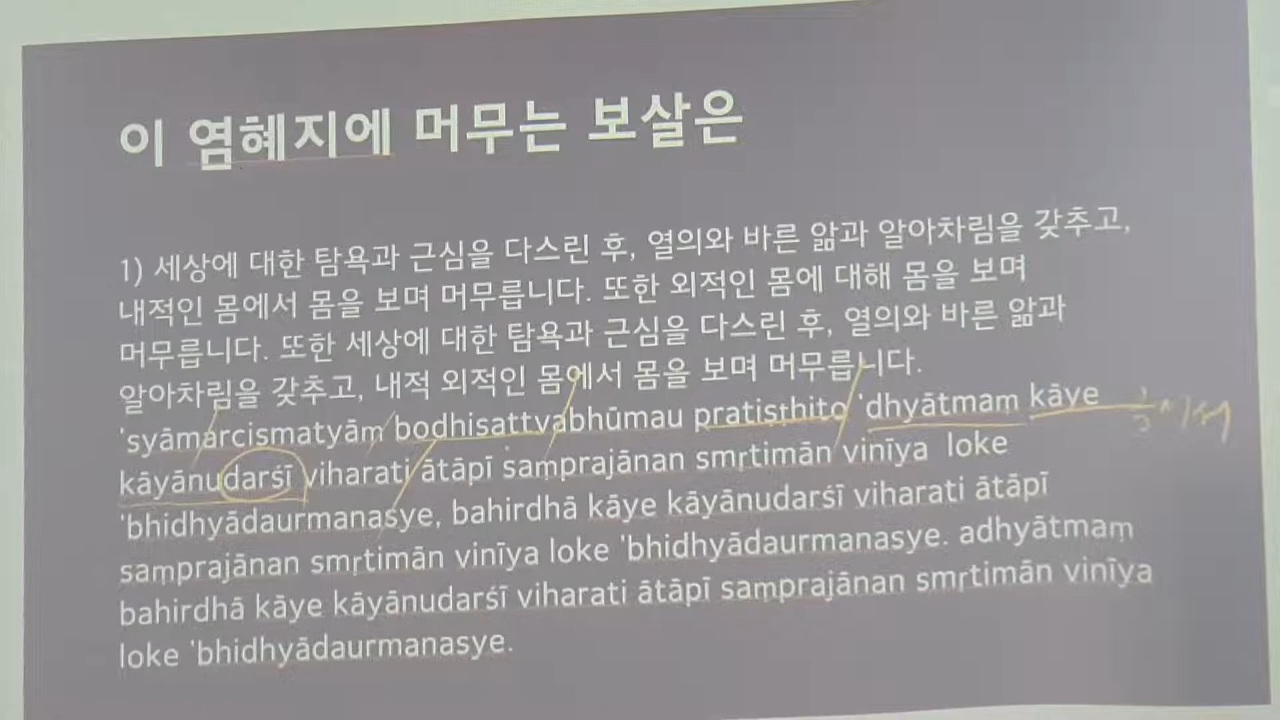 이 염혜지에 머무는 보살은
1) 세상에 대한 탐욕과 근심을 다스린 후, 열의와 바른 앎과 알아차림을 갖추고,
내적인 몸에서 몸을 보며 머무릅니다. 또한 외적인 몸에 대해 몸을 보며
머무릅니다. 또한 세상에 대한 탐욕과 근심을 다스린 후, 열의와 바른 앎과
알아차림을 갖추고, 내적 외적인 몸에서 몸을 보며 머무릅니다.
'syāmarcismatyām bodhisattvabhūmau pratiṣthito 'dhyātmam kāye
kāyānudarśī viharati ātāpī saṃprajānan smṛtimān vinīya loke
'bhidhyādaurmanasye, bahirdhā kāye kāyānudarśī viharati ātāpī
saṃprajānan smṛtimān vinīya loke 'bhidhyādaurmanasye. adhyātmaṃ
bahirdhā kāye kāyānudarśī viharati ātāpī saṃprajānan smṛtimān vinīya
loke 'bhidhyādaurmanasye.